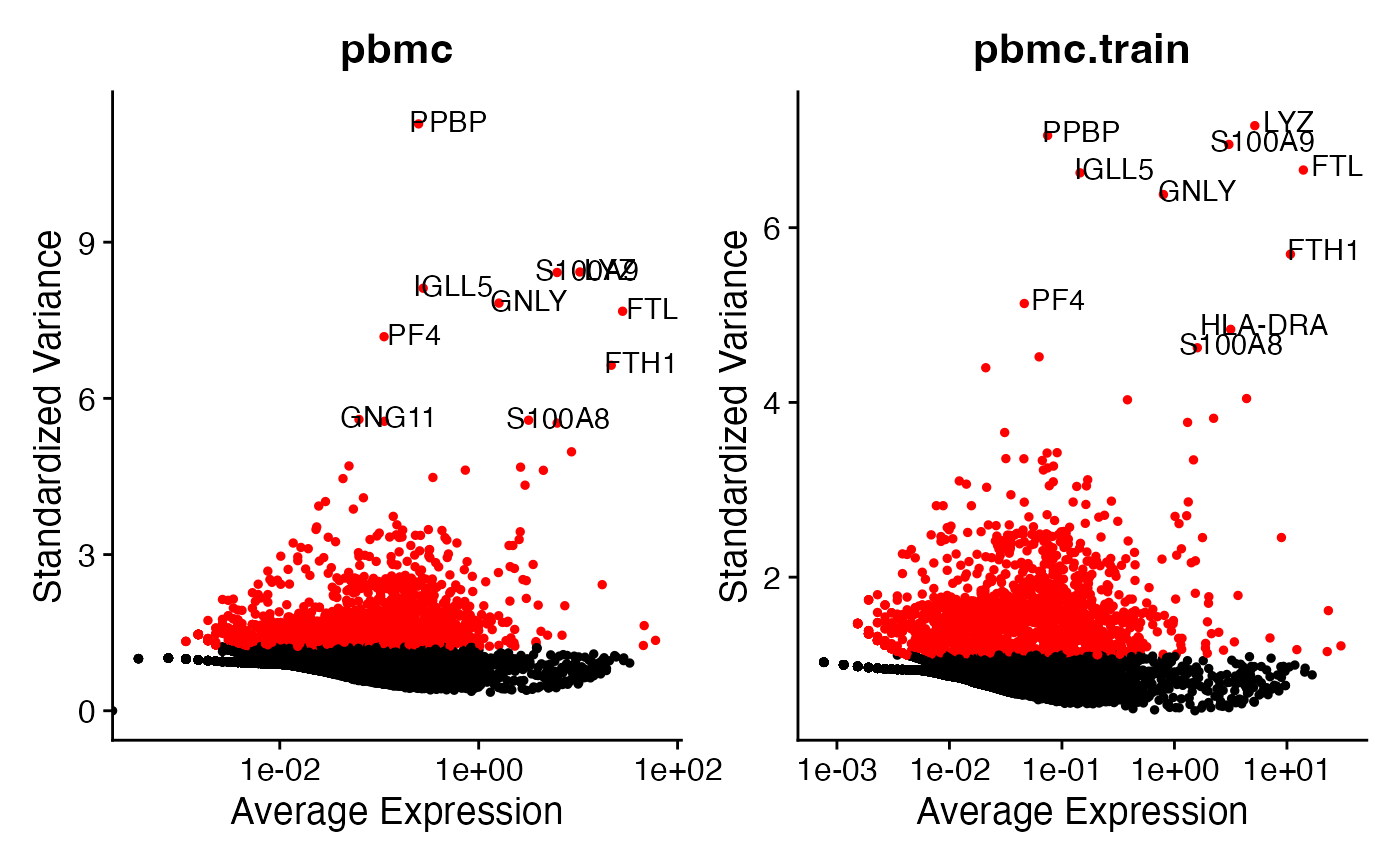 pbmc
PPBP
S100A9
LYZ
IGLL5
GNLY
FTL
PF4
FTH1
GNG11
S100A8
9
6
3
0
Standardized Variance
1e-02
1e+00
1e+02
Average Expression
pbmc.train
LYZ
PPBP
S100A9
IGLL5
FTL
GNLY
FTH1
PF4
HLA-DRA
S100A8
6
4
2
Standardized Variance
1e-03
1e-02
1e-01
1e+00
1e+01
Average Expression